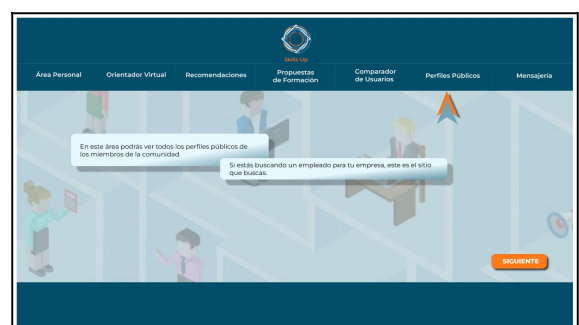 Skills Up
Área Personal
Orientador Virtual
Recomendaciones
Propuestas
de Formación
Comparador
de Usuarios
Perfiles Públicos
Mensajería
En este área podrás ver todos los perfiles públicos de
los miembros de la comunidad.
Si estás buscando un empleado para tu empresa, este es el sitio
que buscas.
SIGUIENTE